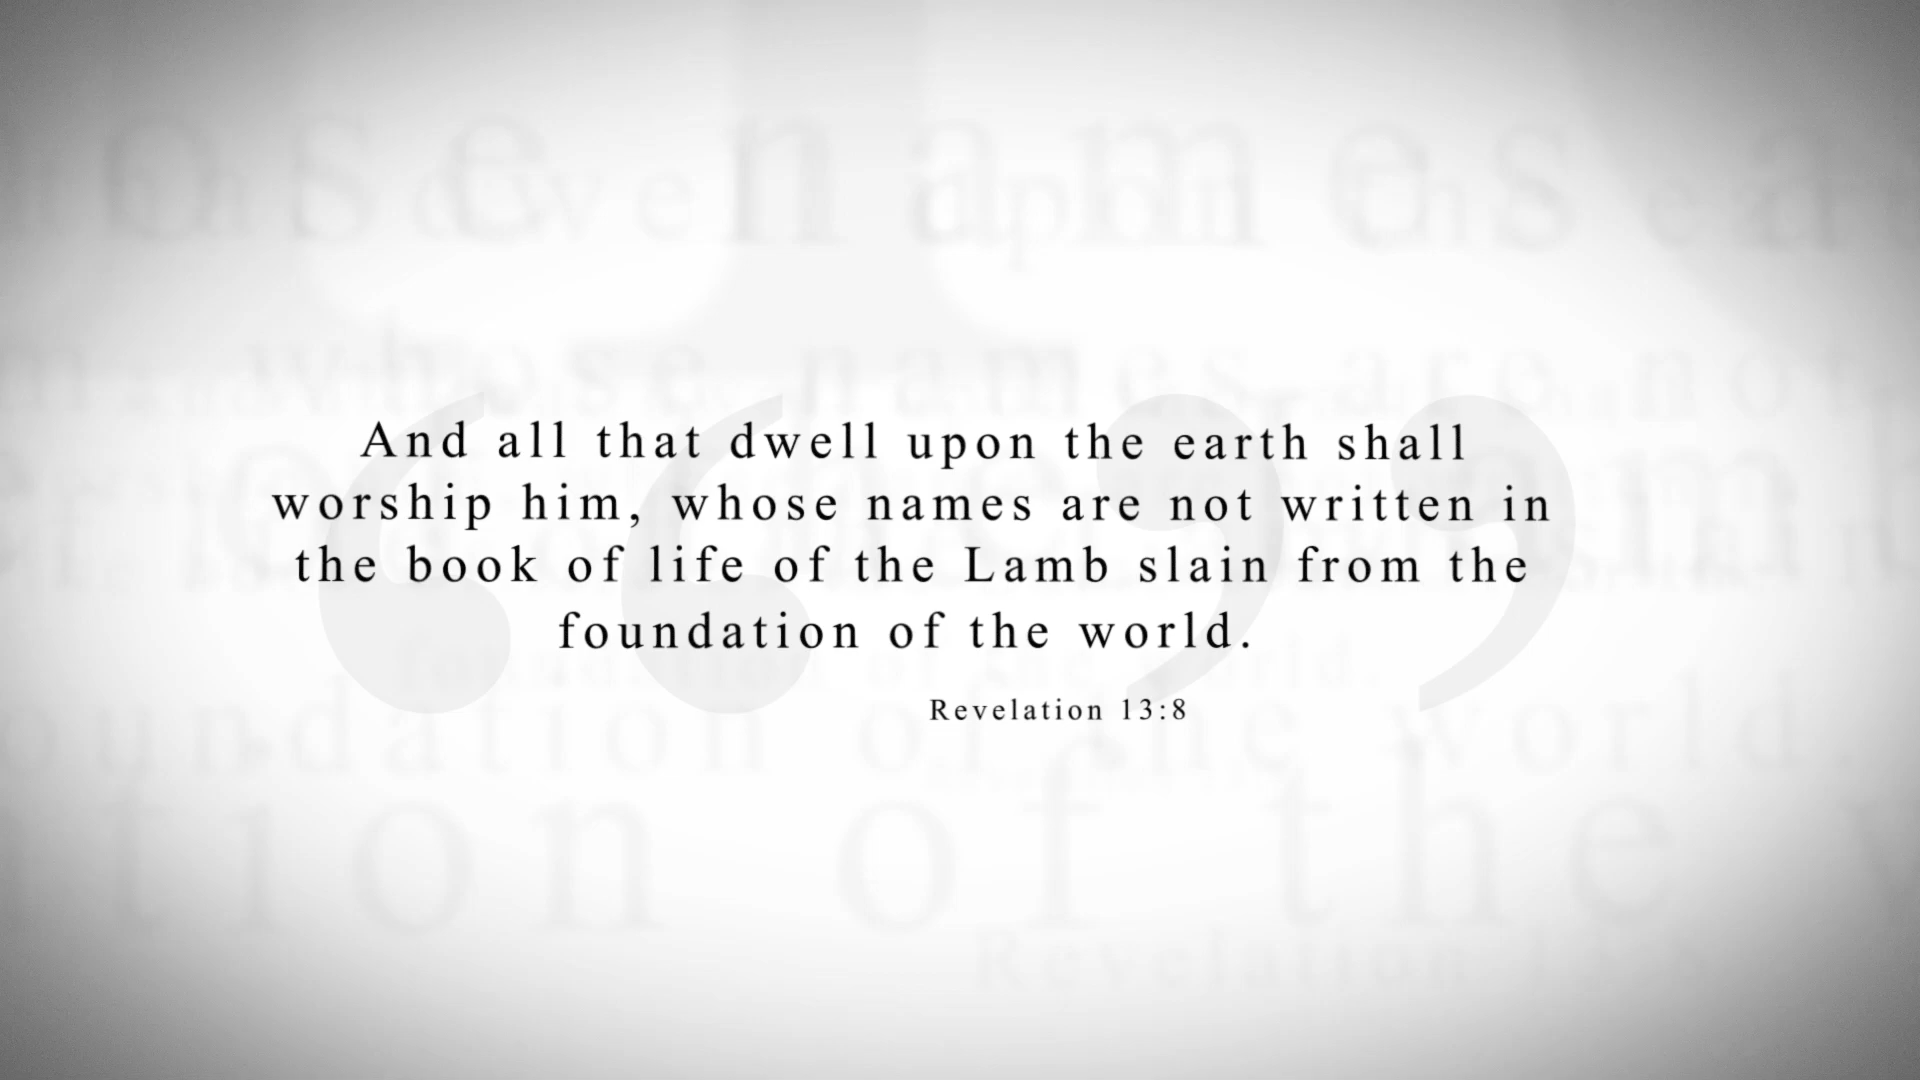 And all that dwell upon the earth shall
worship him, whose names are not written in
the book of life of the Lamb slain from the
foundation of the world.
Revelation 13:8